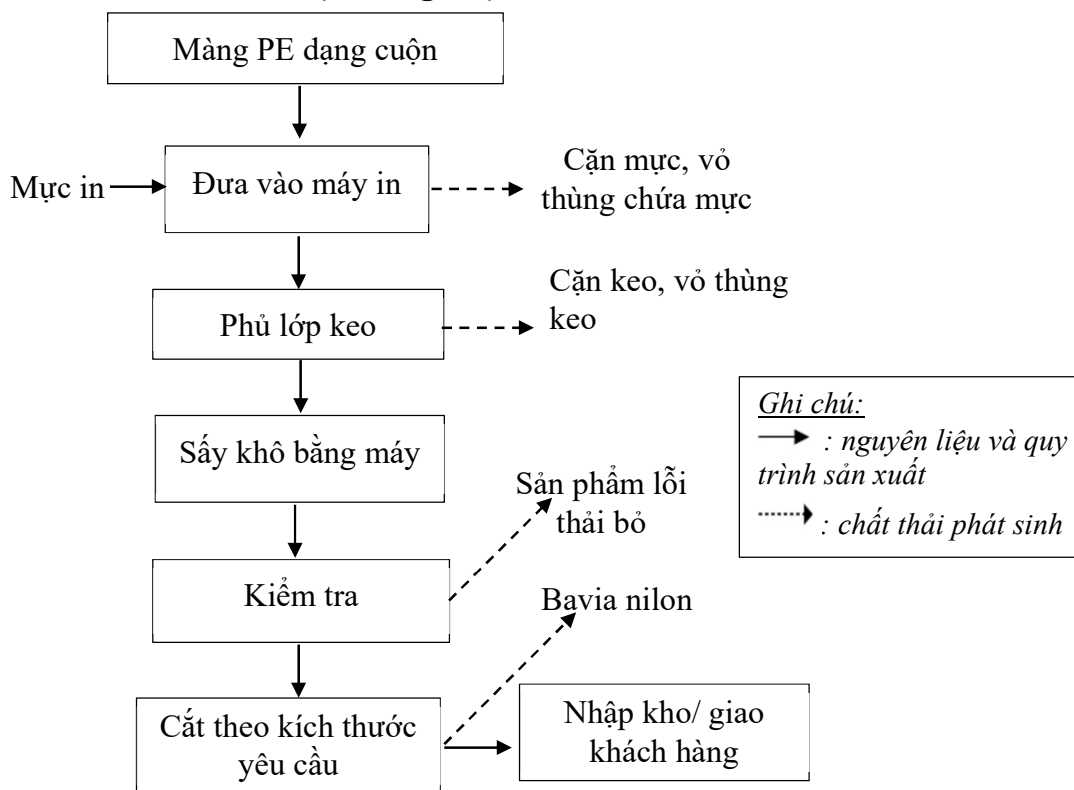 Màng PE dạng cuộn
Mực in
Đưa vào máy in
Cặn mực, vỏ
thùng chứa mực
Phủ lớp keo
Cặn keo, vỏ thùng
keo
Sấy khô bằng máy
Ghi chú:
: nguyên liệu và quy
trình sản xuất
: chất thải phát sinh
Sản phẩm lỗi
thải bỏ
Kiểm tra
Bavia nilon
Cắt theo kích thước
yêu cầu
Nhập kho/ giao
khách hàng